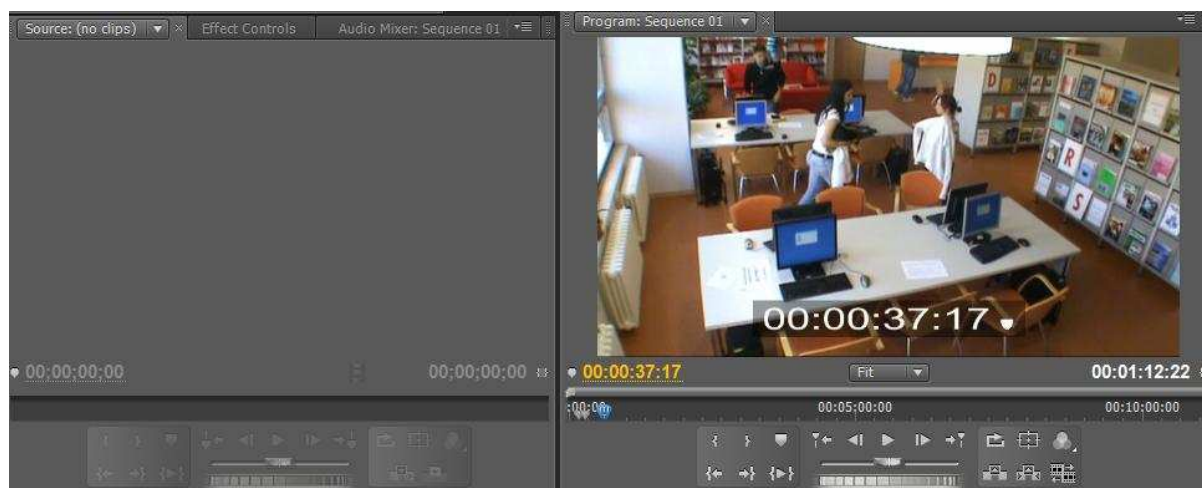 Source: (no clips)
Effect Controls
Audio Mixer: Sequence 01
Program: Sequence 01
D
R
S
00:00:37:17
00;00;00;00
00;00;00;00
00:00:37:17
Fit
00:01:12:22
:00:00
00:05:00:00
00:10:00:00